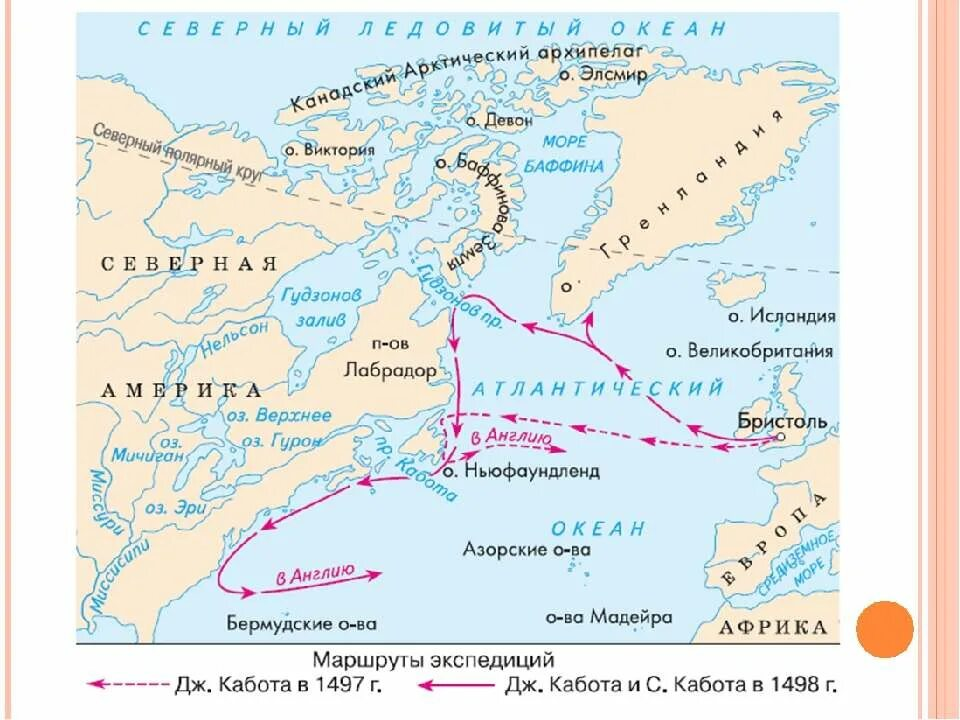 СЕВЕРНЫЙ ЛЕДОВИТЫЙ ОКЕАН
Канадский Арктический архипелаг
о. Элсмир
о. Девон
Северный полярный круг
о. Виктория
МОРЕ
БАФФИНА
о. Баффинова Земля
о. Гренландия
СЕВЕРНАЯ
Гудзонов
залив
Гудзонов пр.
о. Исландия
Нельсон
п-ов
Лабрадор
о. Великобритания
АМЕРИКА
АТЛАНТИЧЕСКИЙ
оз. Верхнее
Бристоль
оз.
Мичиган
оз. Гурон
в Англию
пр. Кабота
о. Ньюфаундленд
Миссури
оз. Эри
ОКЕАН
Азорские о-ва
ЕВРОПА
СРЕДИЗЕМНОЕ
МОРЕ
Миссисипи
в Англию
Бермудские о-ва
о-ва Мадейра
АФРИКА
Маршруты экспедиций
Дж. Кабота в 1497 г.
Дж. Кабота и С. Кабота в 1498 г.